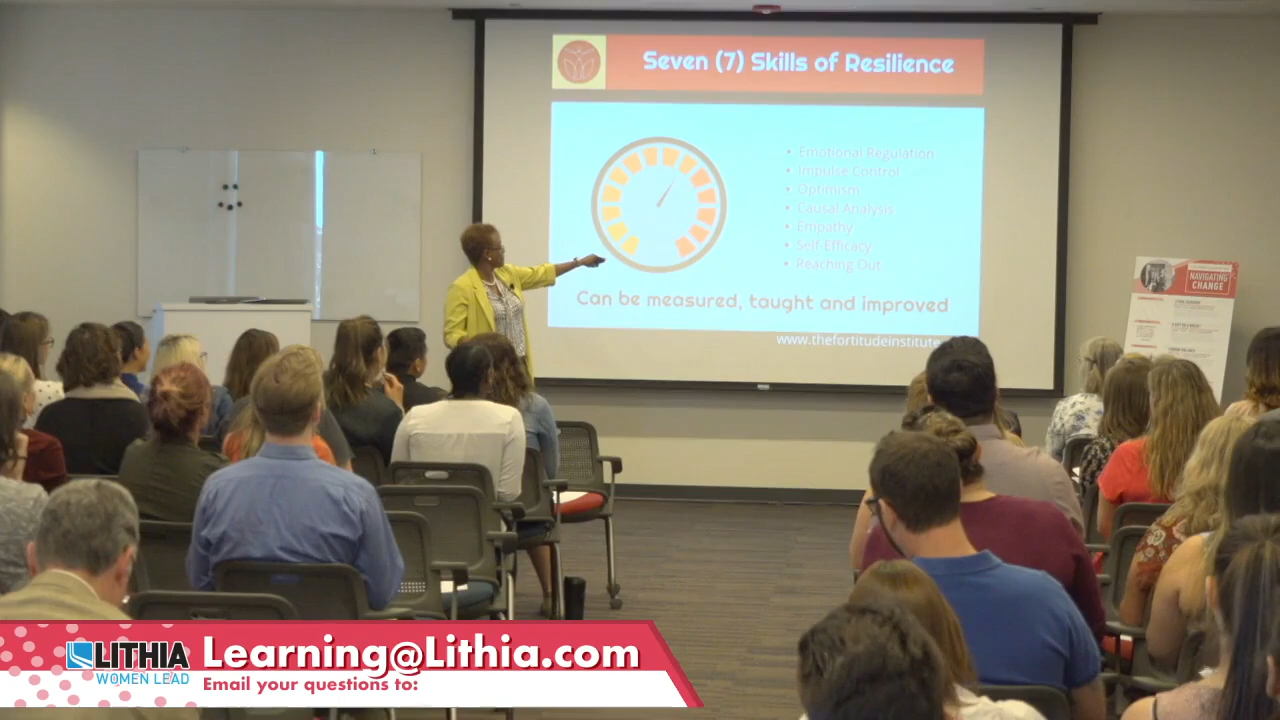 Seven (7) Skills of Resilience
• Emotional Regulation
• Impulse Control
• Optimism
• Causal Analysis
• Empathy
• Self-Efficacy
• Reaching Out
Can be measured, taught and improved
www.thefortitudeinstitute
NAVIGATING
CHANGE
LITHIA
WOMEN LEAD
Learning@Lithia.com
Email your questions to: